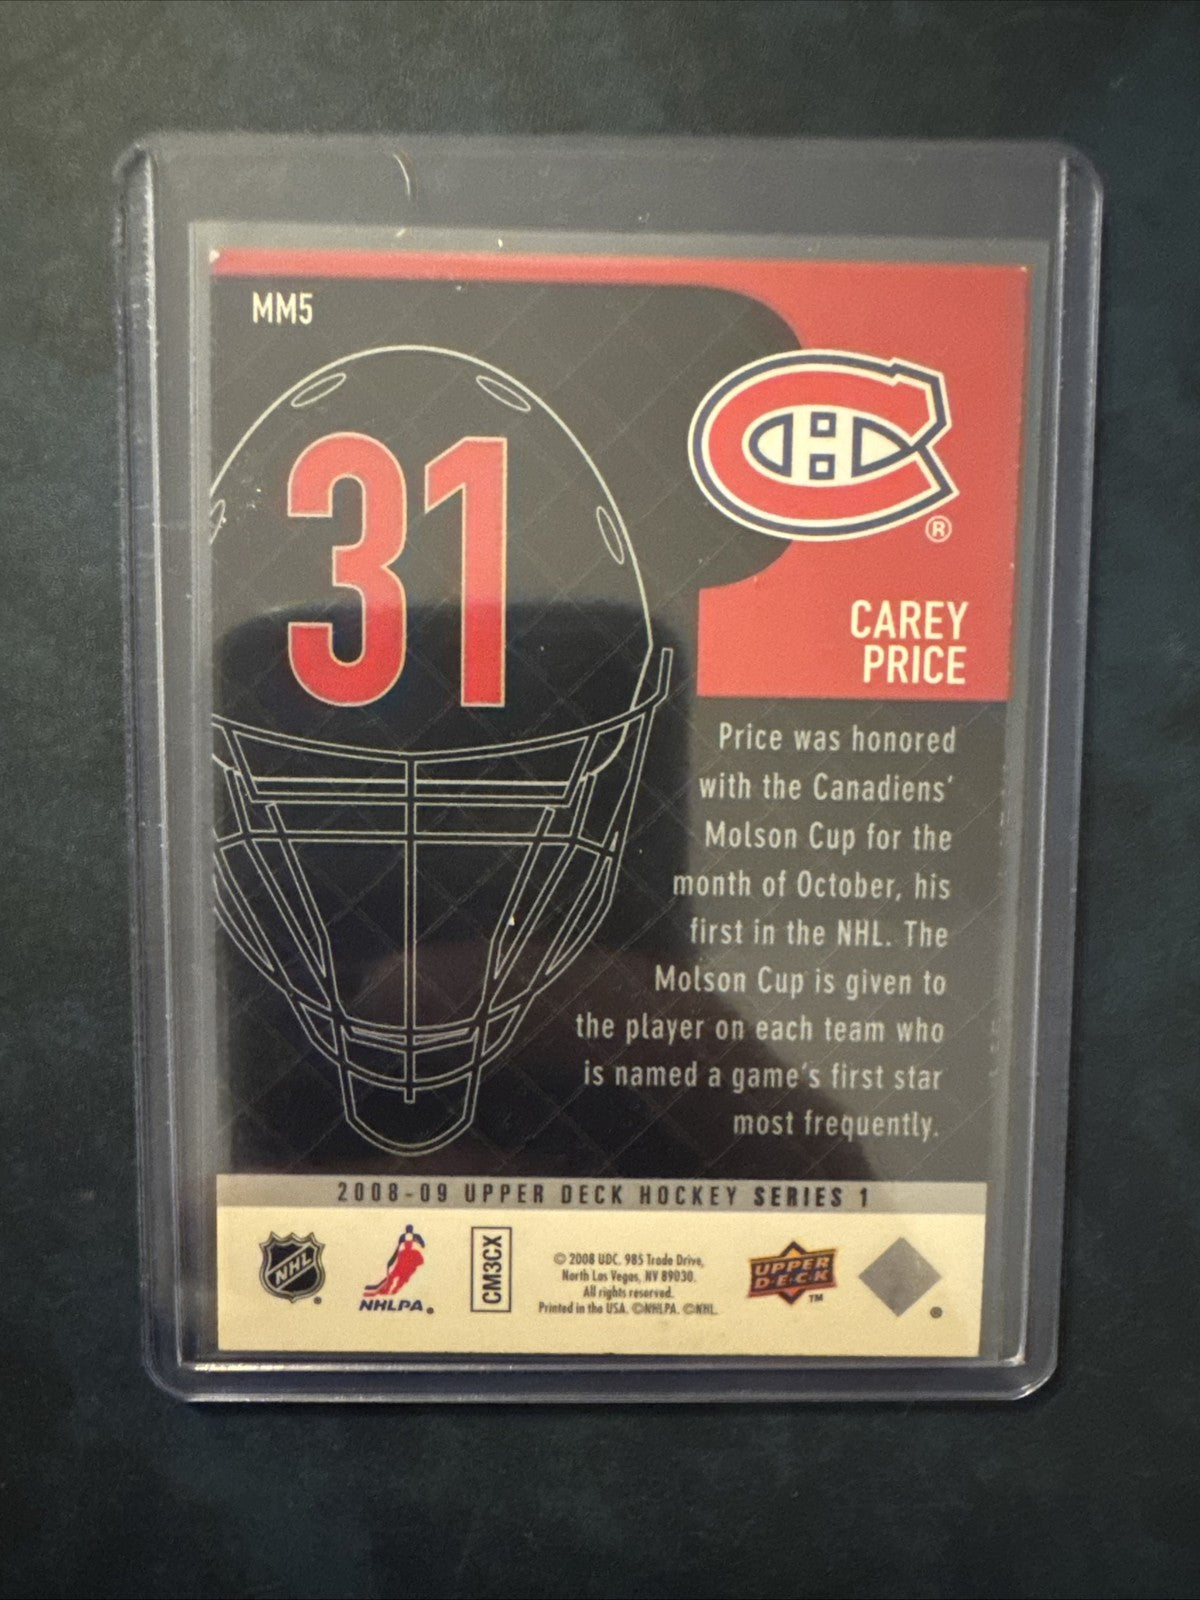 MM5
31
CH
®
CAREY
PRICE
Price was honored
with the Canadiens'
Molson Cup for the
month of October, his
first in the NHL. The
Molson Cup is given to
the player on each team who
is named a game's first star
most frequently.
2008-09 UPPER DECK HOCKEY SERIES 1
NHL
®
NHLPA®
CM3CX
© 2008 UDC. 985 Trade Drive,
North Las Vegas, NV 89030.
All rights reserved.
Printed in the USA. ©NHLPA. ©NHL.
UPPER
DECK
TM